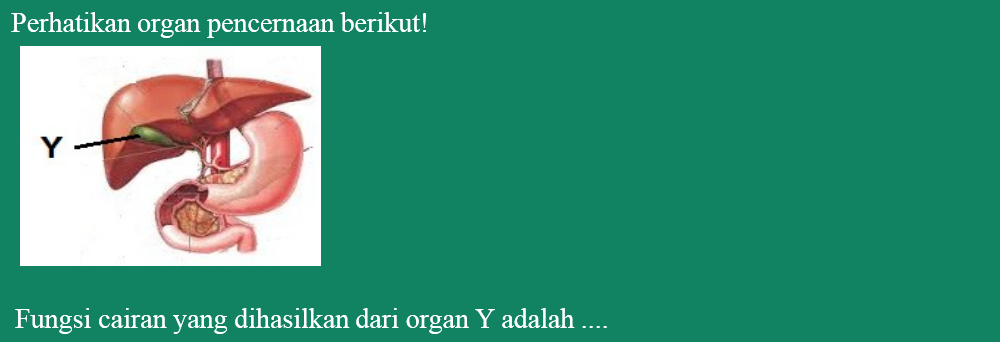 Perhatikan organ pencernaan berikut!
Y
Fungsi cairan yang dihasilkan dari organ Y adalah ....